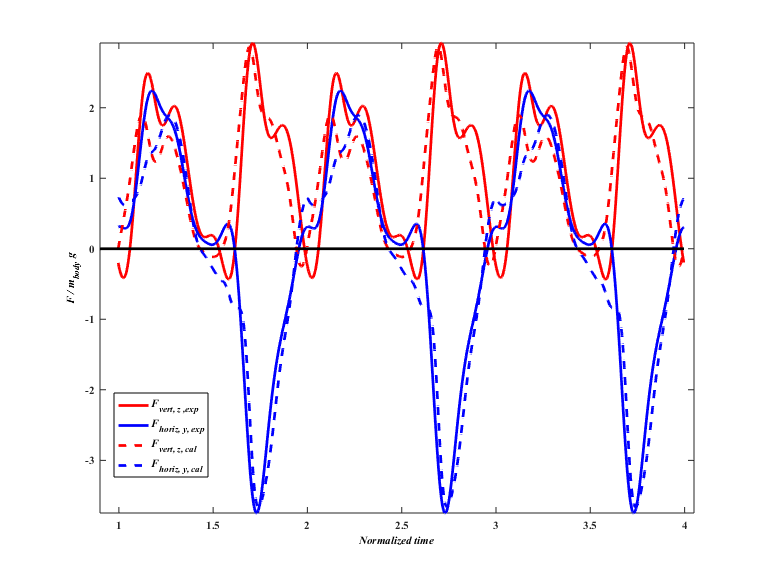 2
1
0
-1
-2
-3
F / m_body g
F_vert, z ,exp
F_horiz, y, exp
F_vert, z, cal
F_horiz, y, cal
1 1.5 2 2.5 3 3.5 4
Normalized time